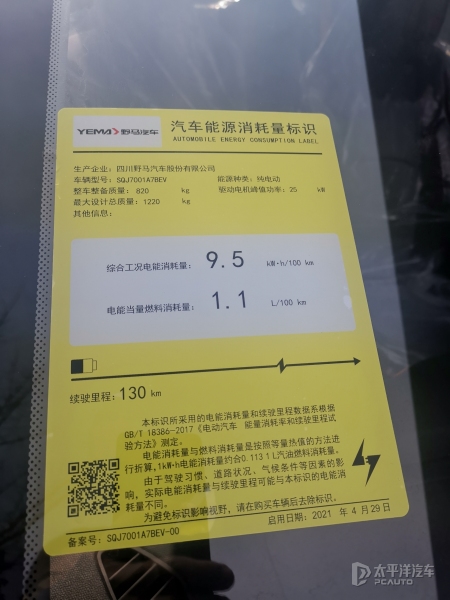 YEMA 野马汽车
汽车能源消耗量标识
AUTOMOBILE ENERGY CONSUMPTION LABEL
生产企业：四川野马汽车股份有限公司
车辆型号：SQJ7001A7BEV 能源种类：纯电动
整车整备质量：820 kg 驱动电机峰值功率：25 kW
最大设计总质量：1220 kg
其他信息：
综合工况电能消耗量：9.5 kW·h/100 km
电能当量燃料消耗量：1.1 L/100 km
续驶里程：130 km
本标识所采用的电能消耗量和续驶里程数据系根据
GB/T 18386-2017《电动汽车 能量消耗率和续驶里程试
验方法》测定。
电能消耗量与燃料消耗量是按照等量热值的方法进
行折算，1kW·h电能消耗量约合0.113 1 L汽油燃料消耗量。
由于驾驶习惯、道路状况、气候条件等因素的影
响，实际电能消耗量与续驶里程可能与本标识的电能消
耗量不同。
为避免标识影响视野，请在购买车辆后去除标识。
启用日期：2021 年 4 月 29 日
备案号：SQJ7001A7BEV-00
太平洋汽车
PCAUTO